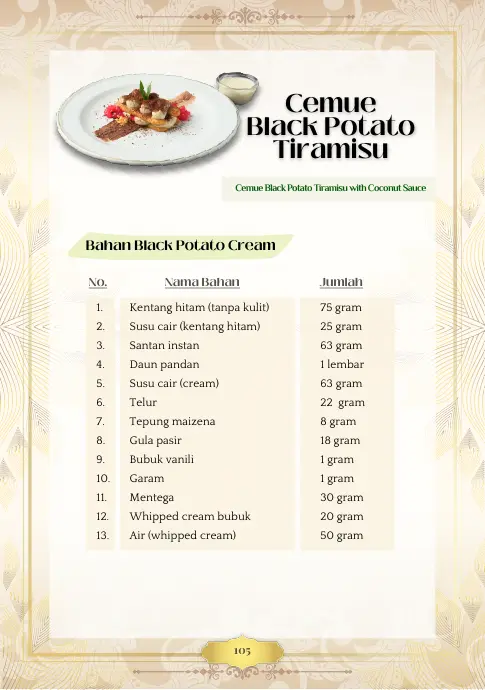 Cemue
Black Potato
Tiramisu
Cemue Black Potato Tiramisu with Coconut Sauce
Bahan Black Potato Cream
No. Nama Bahan Jumlah
1. Kentang hitam (tanpa kulit) 75 gram
2. Susu cair (kentang hitam) 25 gram
3. Santan instan 63 gram
4. Daun pandan 1 lembar
5. Susu cair (cream) 63 gram
6. Telur 22 gram
7. Tepung maizena 8 gram
8. Gula pasir 18 gram
9. Bubuk vanili 1 gram
10. Garam 1 gram
11. Mentega 30 gram
12. Whipped cream bubuk 20 gram
13. Air (whipped cream) 50 gram
105